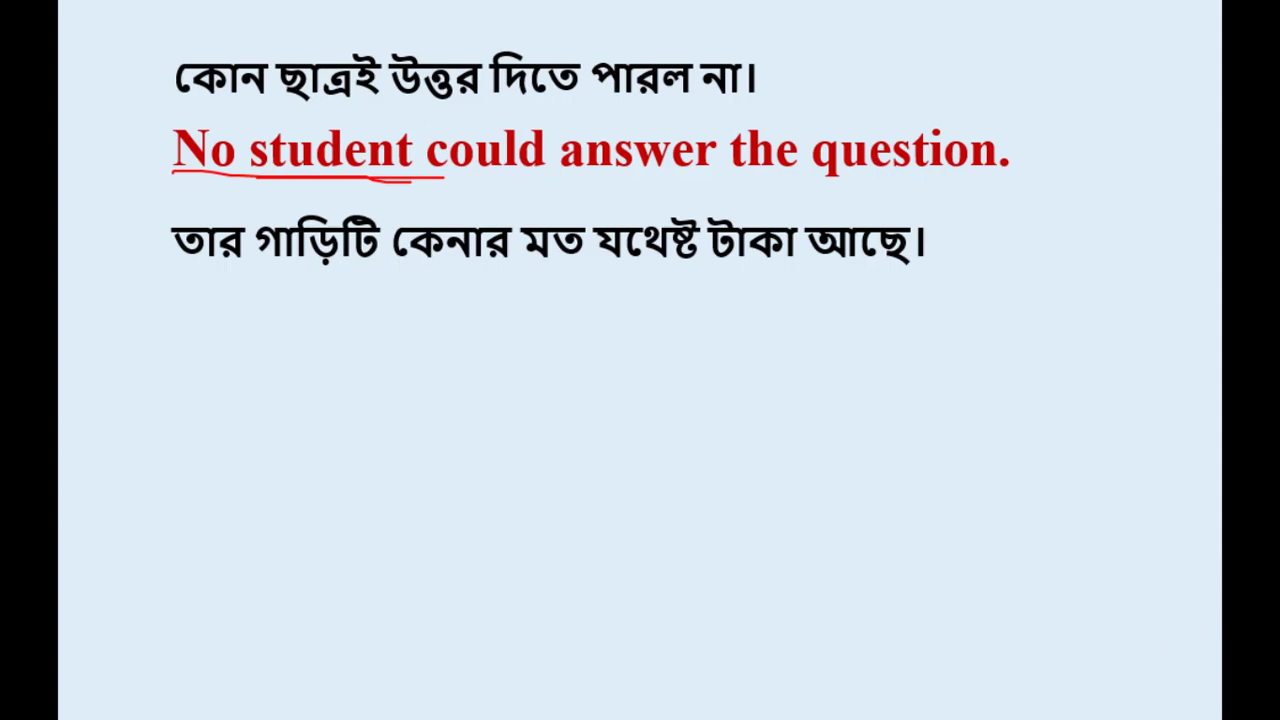 কোন ছাত্রই উত্তর দিতে পারল না।
No student could answer the question.
তার গাড়িটি কেনার মত যথেষ্ট টাকা আছে।